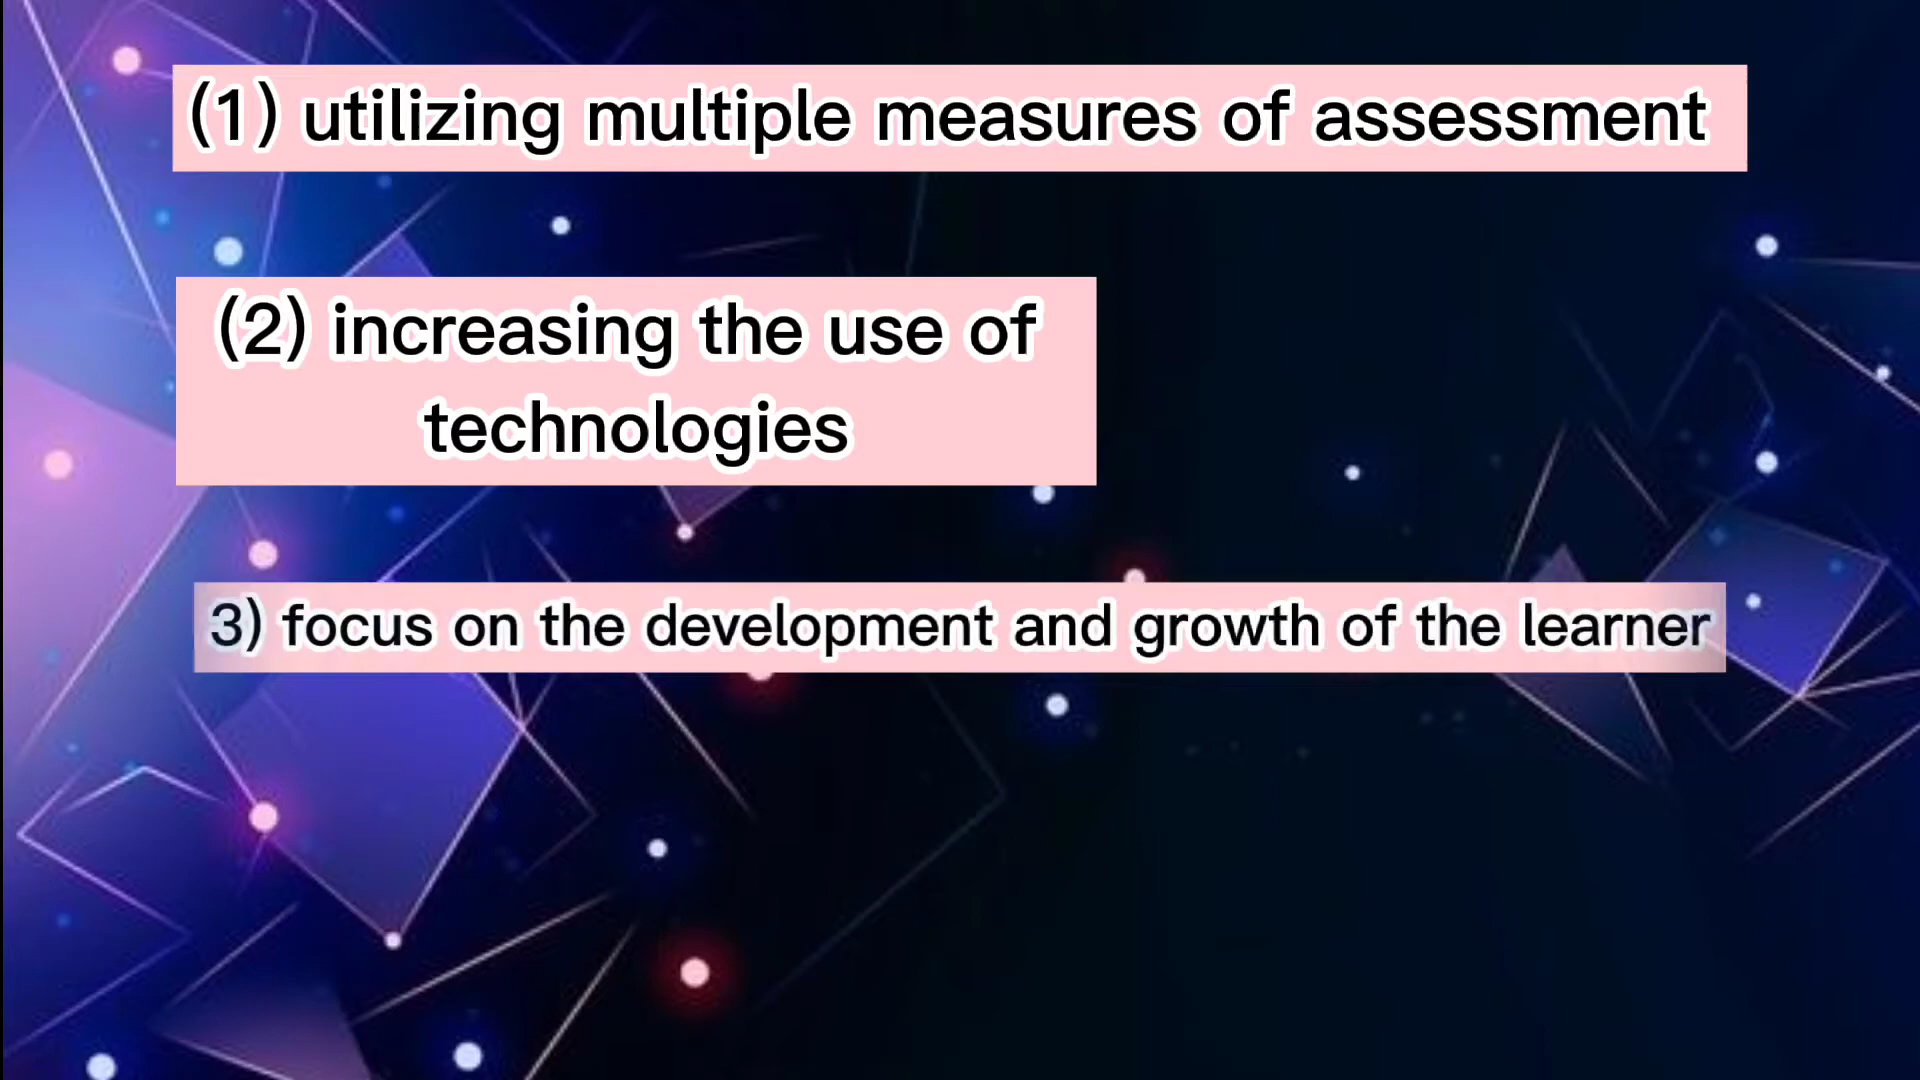 (1) utilizing multiple measures of assessment
(2) increasing the use of
technologies
3) focus on the development and growth of the learner